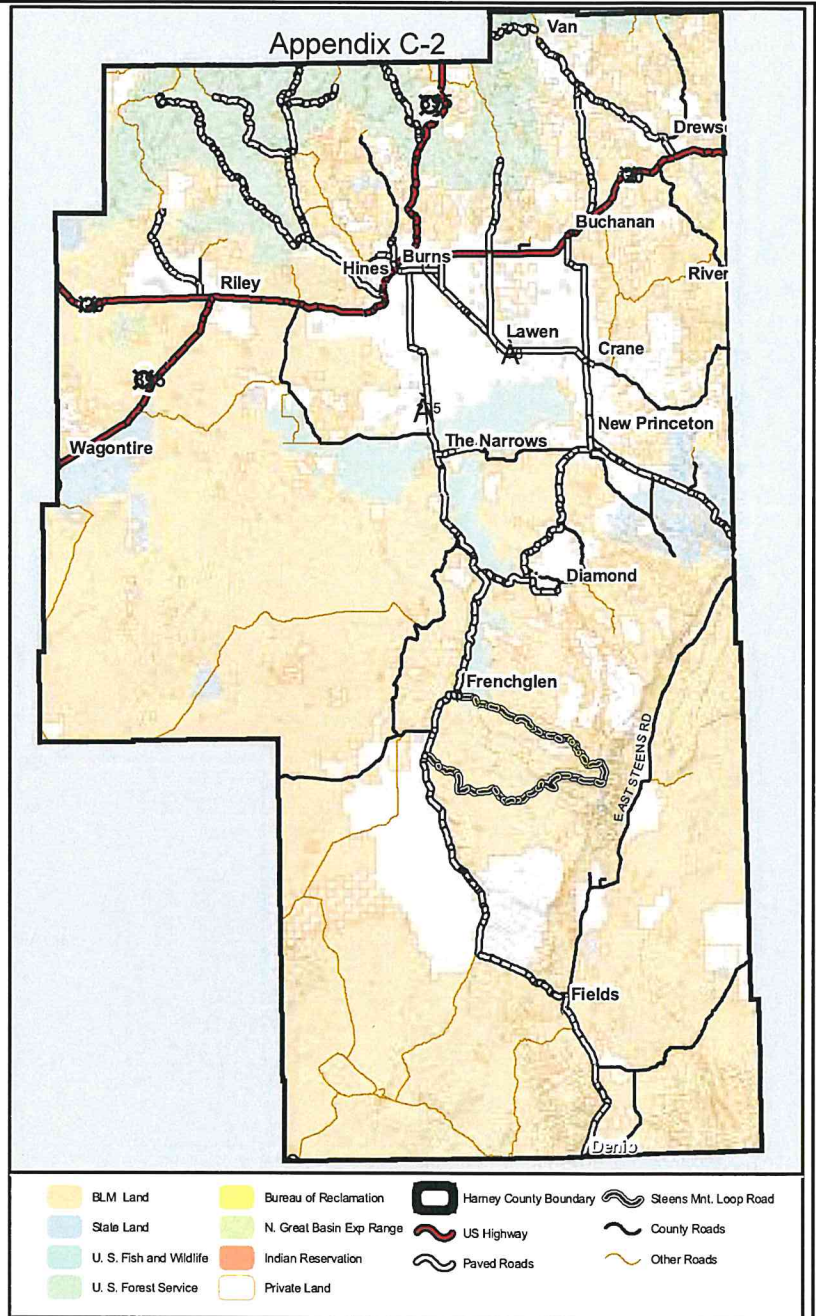 Appendix C-2
Van
Drews
Buchanan
Burns
Hines
River
Riley
Lawen
Crane
New Princeton
Wagontire
The Narrows
Diamond
Frenchglen
EAST STEENS RD
Fields
Denio
BLM Land
State Land
U. S. Fish and Wildlife
U. S. Forest Service
Bureau of Reclamation
N. Great Basin Exp Range
Indian Reservation
Private Land
Harney County Boundary
US Highway
Paved Roads
Steens Mnt. Loop Road
County Roads
Other Roads